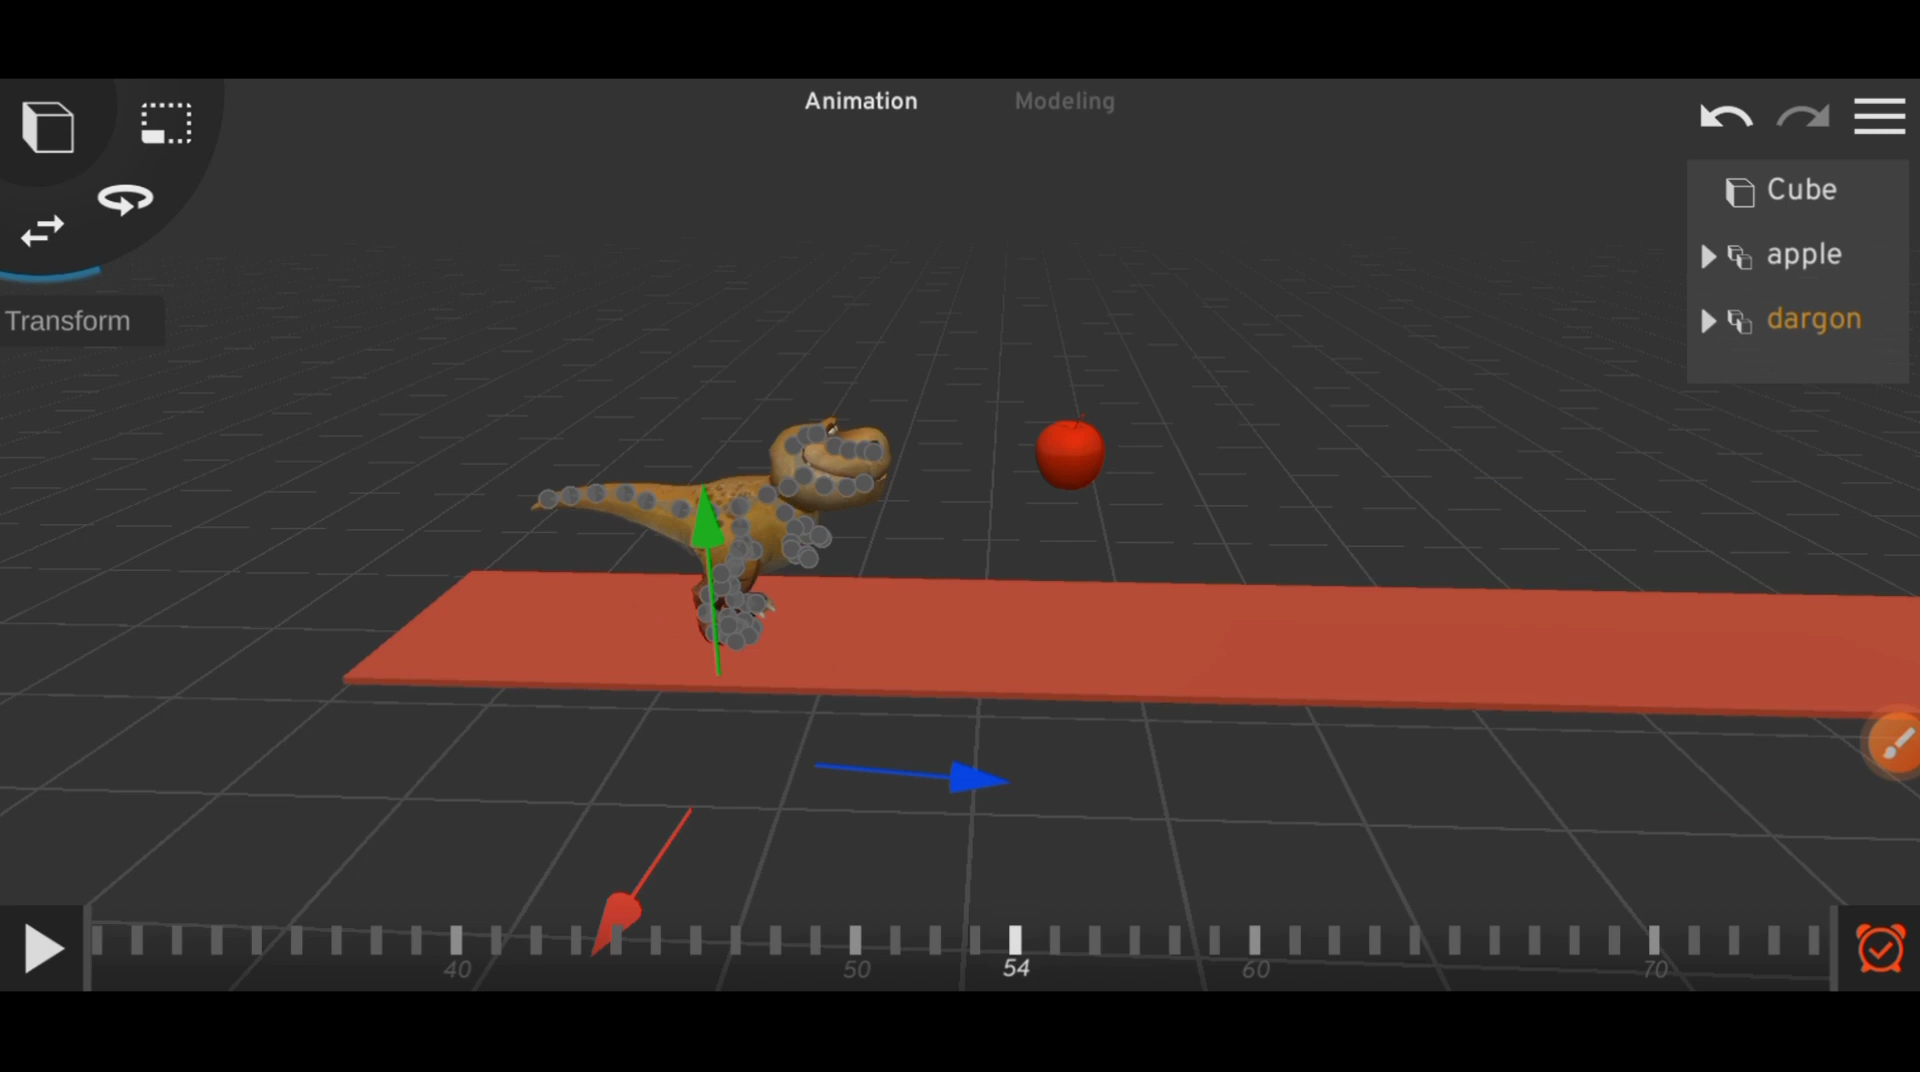 Animation Modeling
Cube
apple
dargon
Transform
40 50 54 60 70